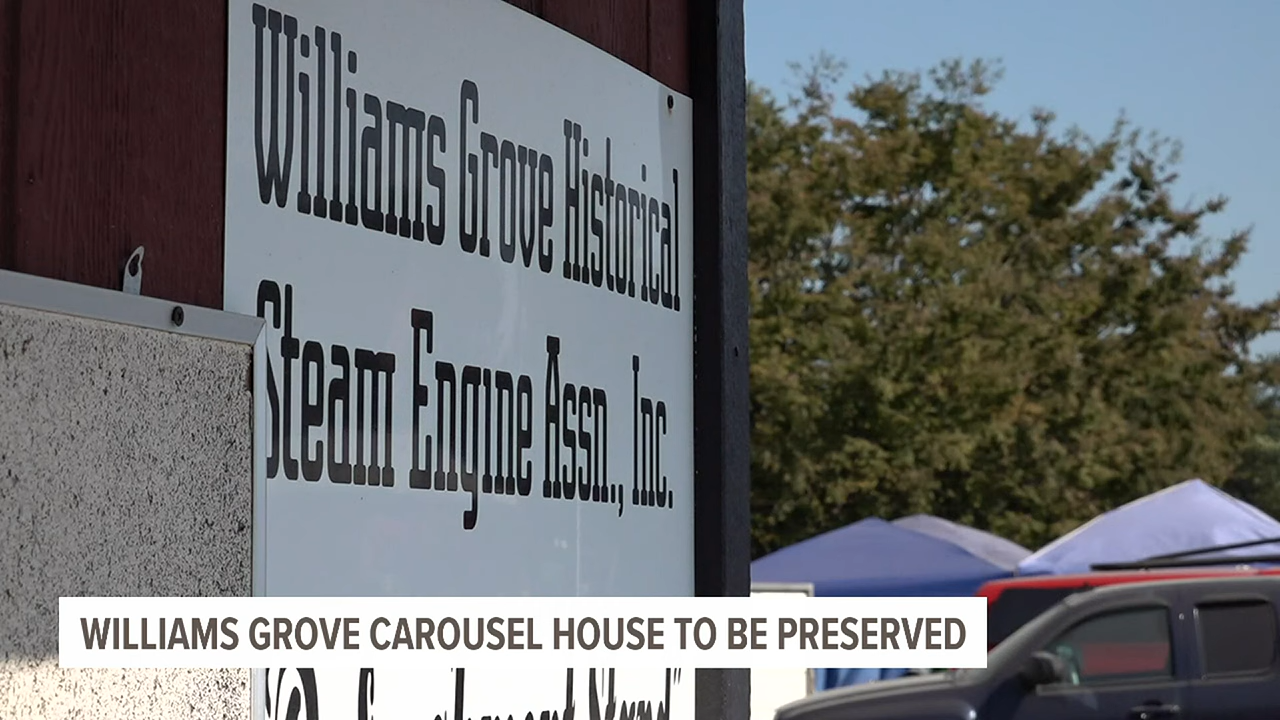 Williams Grove Historical
Steam Engine Assn., Inc.
WILLIAMS GROVE CAROUSEL HOUSE TO BE PRESERVED